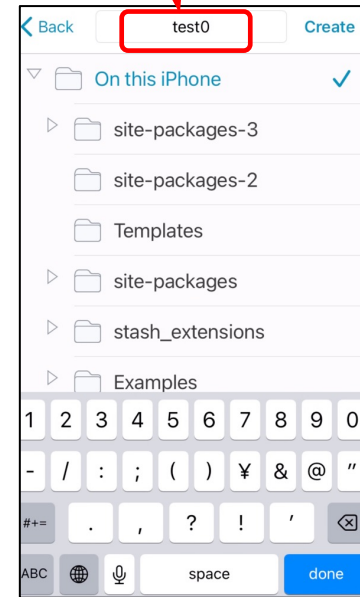 Back test0 Create
On this iPhone
site-packages-3
site-packages-2
Templates
site-packages
stash_extensions
Examples
1 2 3 4 5 6 7 8 9 0
- / : ; ( ) ¥ & @ "
#+= . , ? ! '
ABC space done